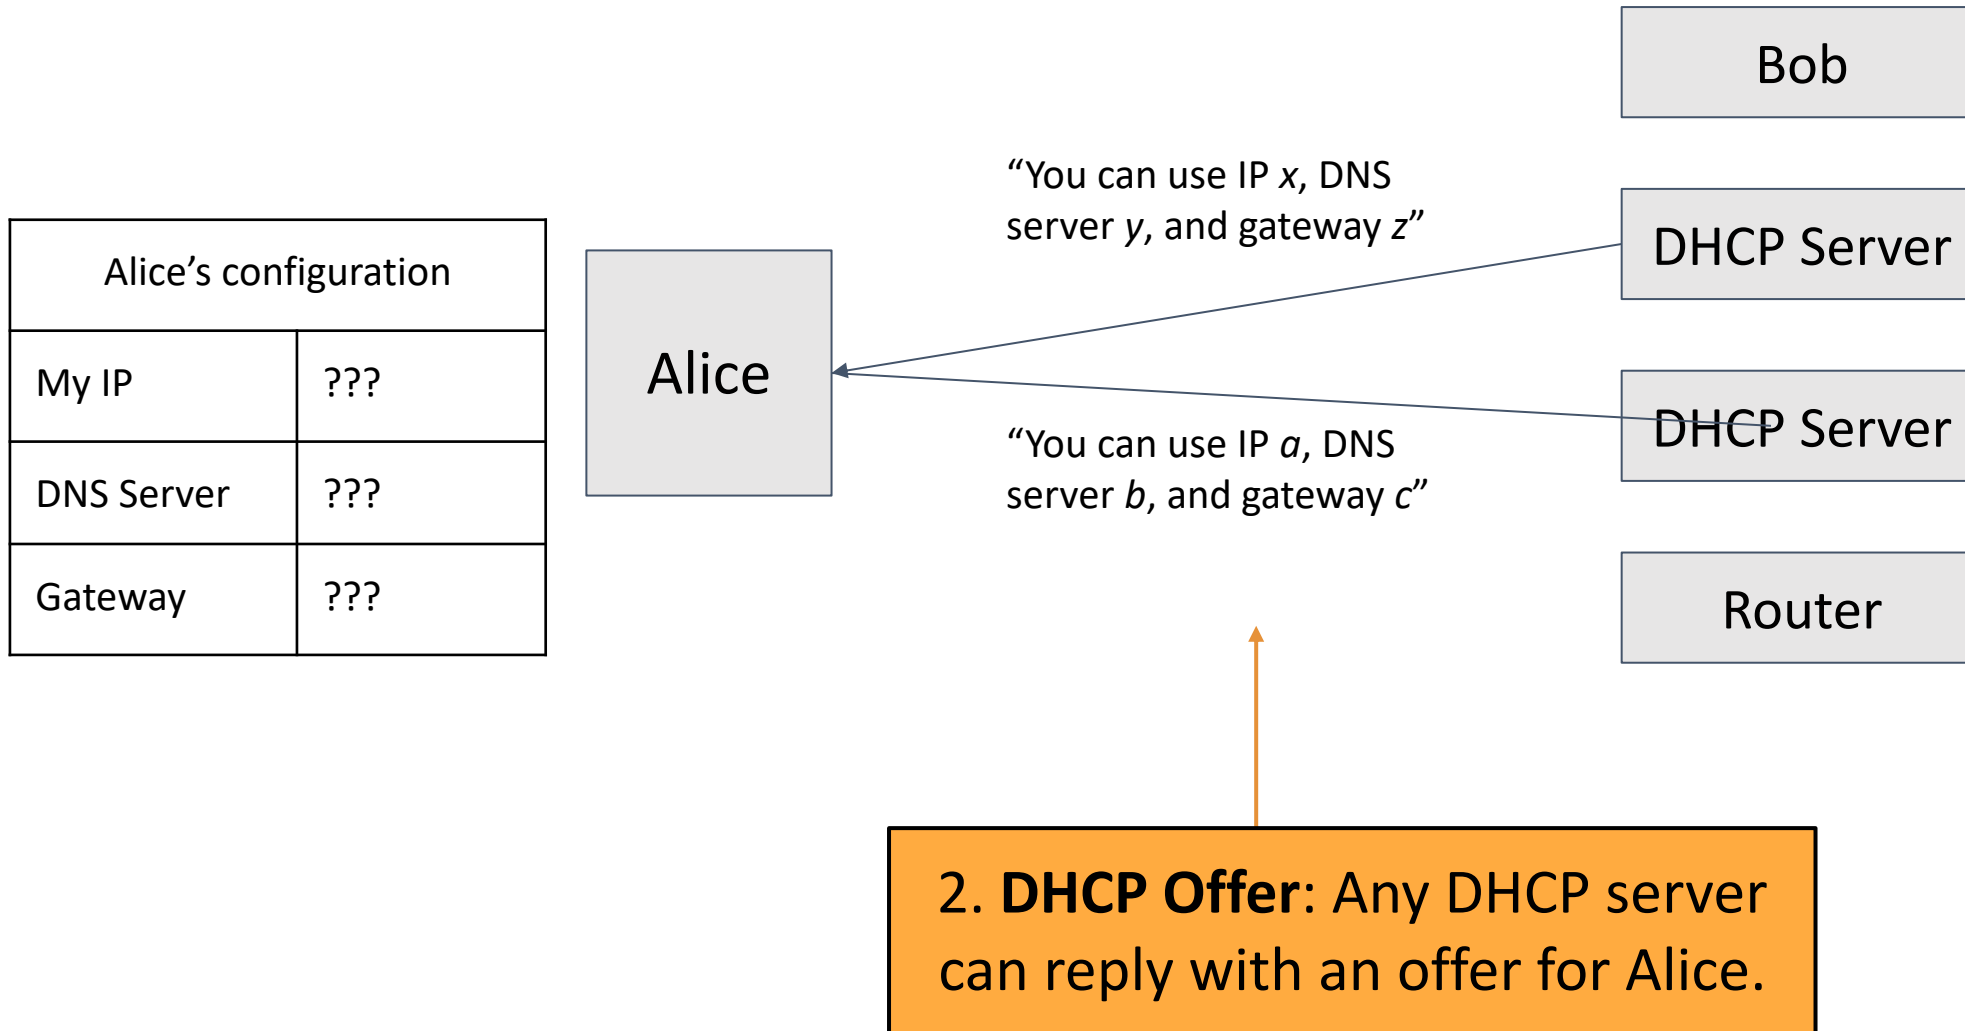 Bob
“You can use IP x, DNS
server y, and gateway z”
DHCP Server
Alice’s configuration
My IP ???
DNS Server ???
Gateway ???
Alice
DHCP Server
“You can use IP a, DNS
server b, and gateway c”
Router
2. DHCP Offer: Any DHCP server
can reply with an offer for Alice.